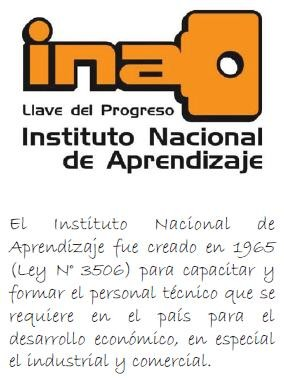 ina
Llave del Progreso
Instituto Nacional
de Aprendizaje
El Instituto Nacional de
Aprendizaje fue creado en 1965
(Ley N° 3506) para capacitar y
formar el personal técnico que se
requiere en el país para el
desarrollo económico, en especial
el industrial y comercial.